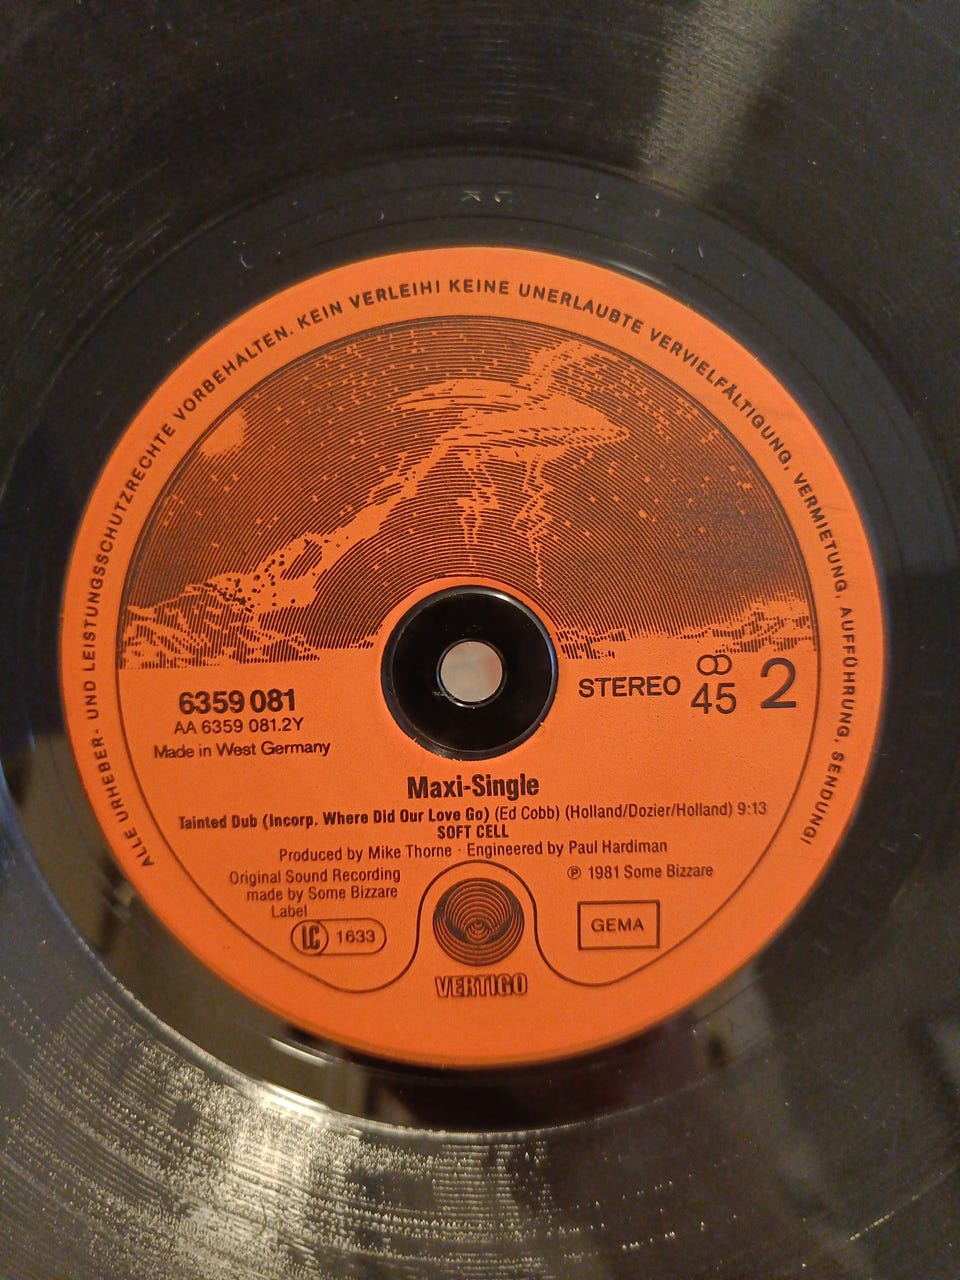 ALLE URHEBER- UND LEISTUNGSSCHUTZRECHTE VORBEHALTEN. KEIN VERLEIH! KEINE UNERLAUBTE VERVIELFÄLTIGUNG, VERMIETUNG, AUFFÜHRUNG, SENDUNG!
6359 081
AA 6359 081.2Y
Made in West Germany
STEREO
45
2
Maxi-Single
Tainted Dub (Incorp. Where Did Our Love Go) (Ed Cobb) (Holland/Dozier/Holland) 9:13
SOFT CELL
Produced by Mike Thorne · Engineered by Paul Hardiman
Original Sound Recording
made by Some Bizzare
Label
℗ 1981 Some Bizzare
LC 1633
GEMA
VERTIGO